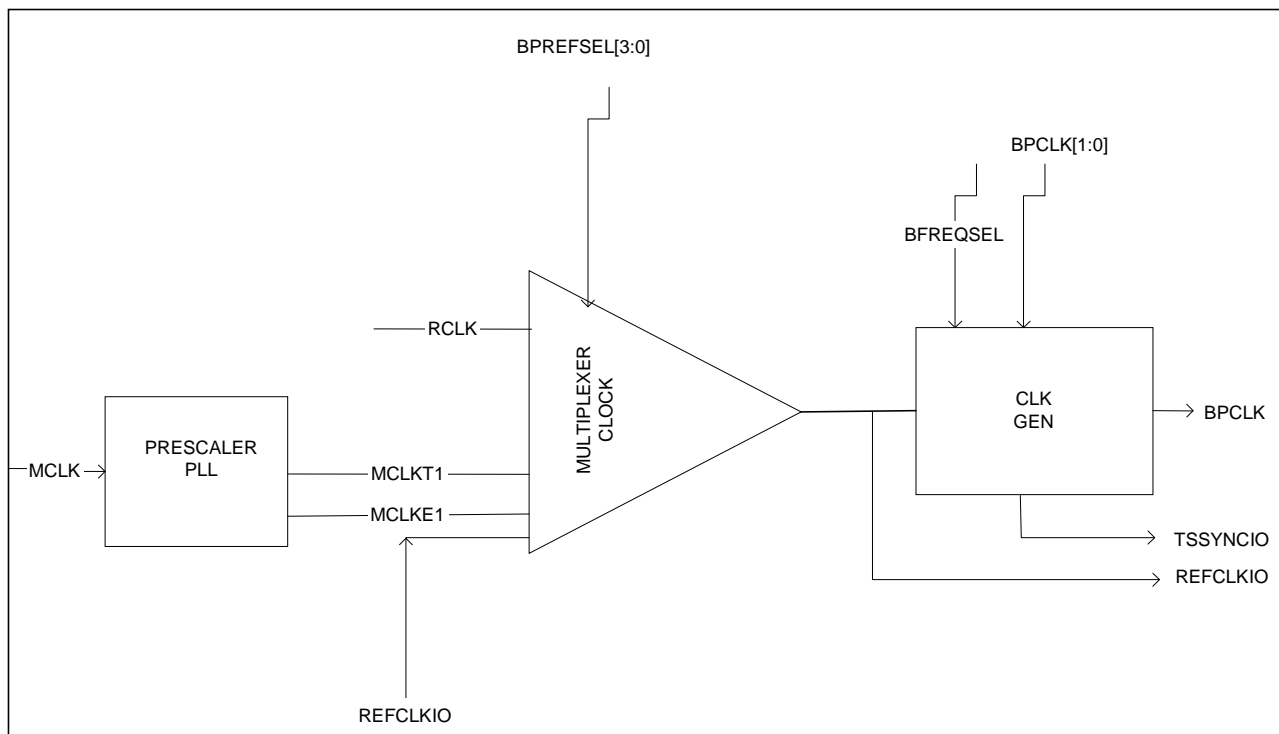 BPREFSEL[3:0]
BPCLK[1:0]
BFREQSEL
RCLK
MULTIPLEXER
CLOCK
CLK
GEN
BPCLK
PRESCALER
PLL
MCLK
MCLKT1
MCLKE1
TSSYNCIO
REFCLKIO
REFCLKIO